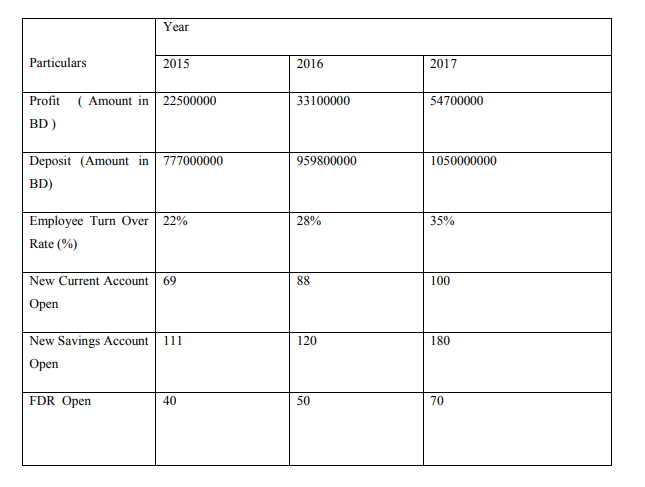 Year
Particulars 2015 2016 2017
Profit ( Amount in 22500000 33100000 54700000
BD )
Deposit (Amount in 777000000 959800000 1050000000
BD)
Employee Turn Over 22% 28% 35%
Rate (%)
New Current Account 69 88 100
Open
New Savings Account 111 120 180
Open
FDR Open 40 50 70